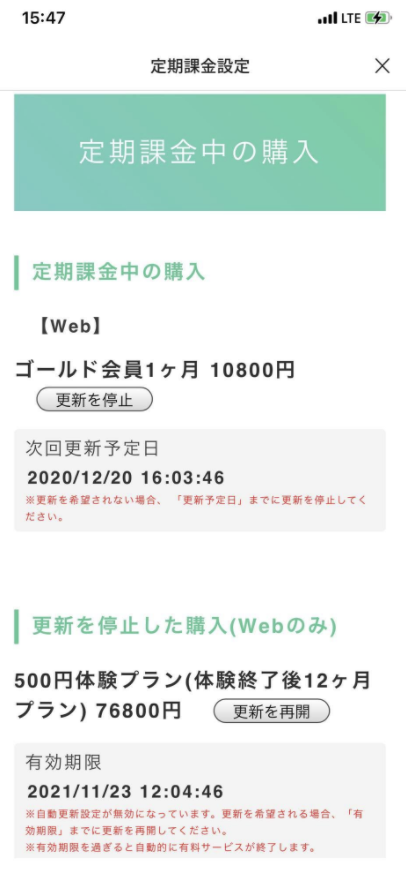 15:47
LTE
定期課金設定
定期課金中の購入
定期課金中の購入
【Web】
ゴールド会員1ヶ月 10800円
更新を停止
次回更新予定日
2020/12/20 16:03:46
※更新を希望されない場合、「更新予定日」までに更新を停止してく
ださい。
更新を停止した購入(Webのみ)
500円体験プラン(体験終了後12ヶ月
プラン) 76800円 更新を再開
有効期限
2021/11/23 12:04:46
※自動更新設定が無効になっています。更新を希望される場合、「有
効期限」までに更新を再開してください。
※有効期限を過ぎると自動的に有料サービスが終了します。